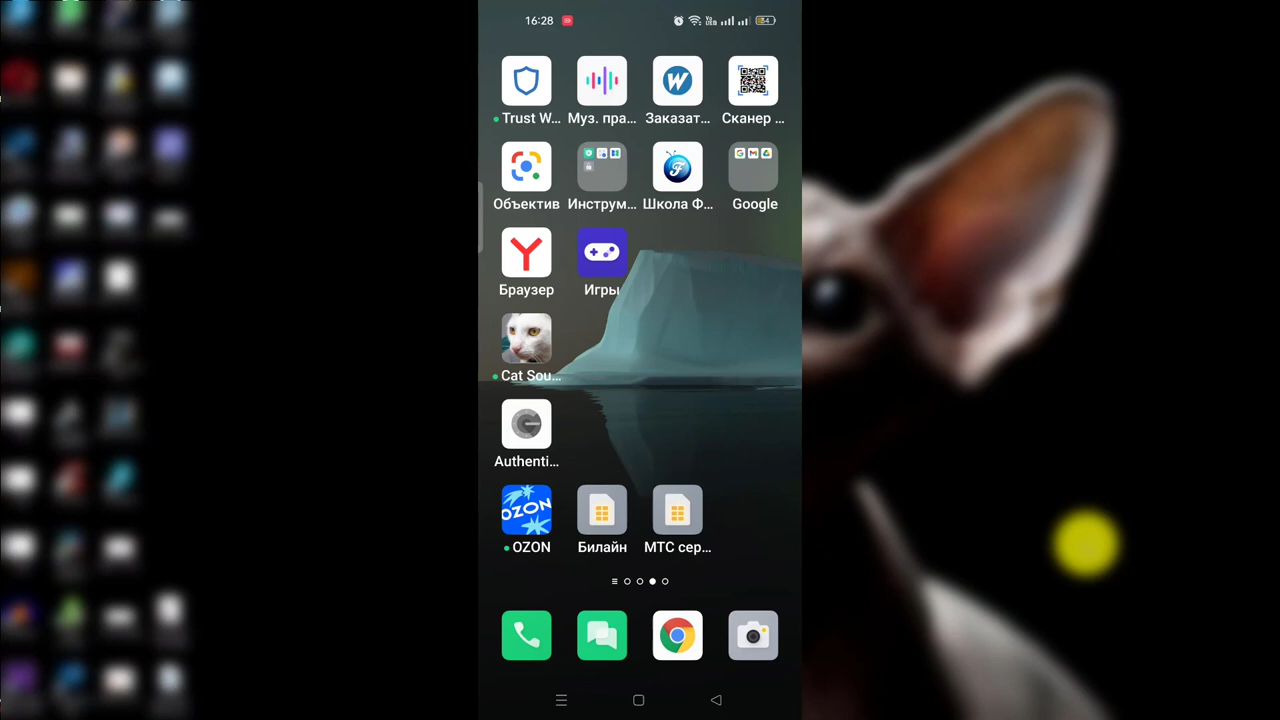 16:28
54
Trust W... Муз. пра... Заказат... Сканер ...
Объектив Инструм... Школа Ф... Google
Браузер Игры
Cat Sou...
Authenti...
OZON
OZON Билайн МТС сер...